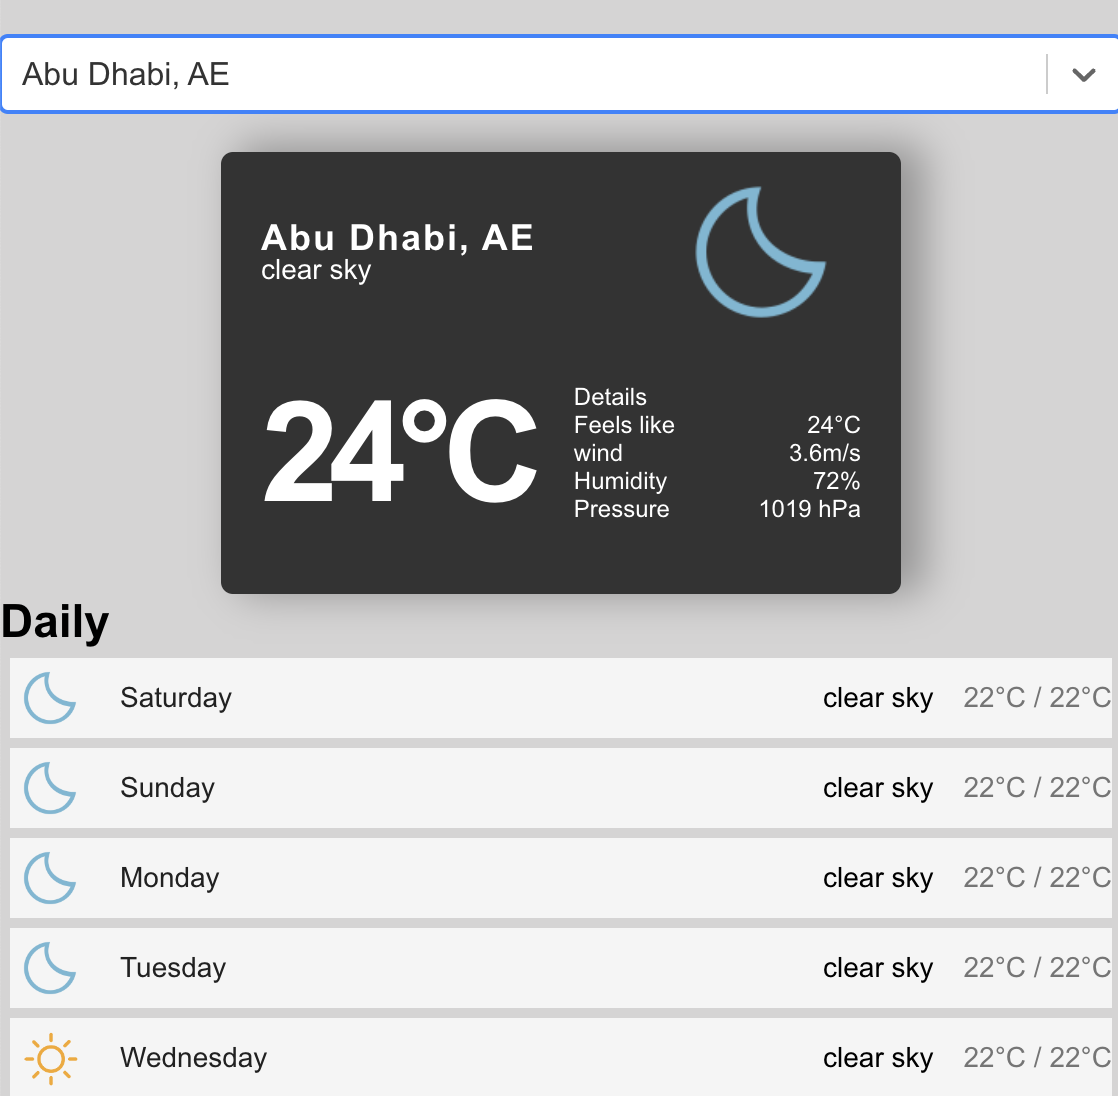 Abu Dhabi, AE
Abu Dhabi, AE
clear sky
24°C
Details
Feels like 24°C
wind 3.6m/s
Humidity 72%
Pressure 1019 hPa
Daily
Saturday clear sky 22°C / 22°C
Sunday clear sky 22°C / 22°C
Monday clear sky 22°C / 22°C
Tuesday clear sky 22°C / 22°C
Wednesday clear sky 22°C / 22°C